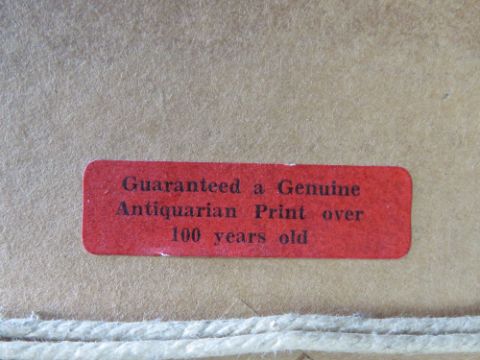 Guaranteed a Genuine
Antiquarian Print over
100 years old